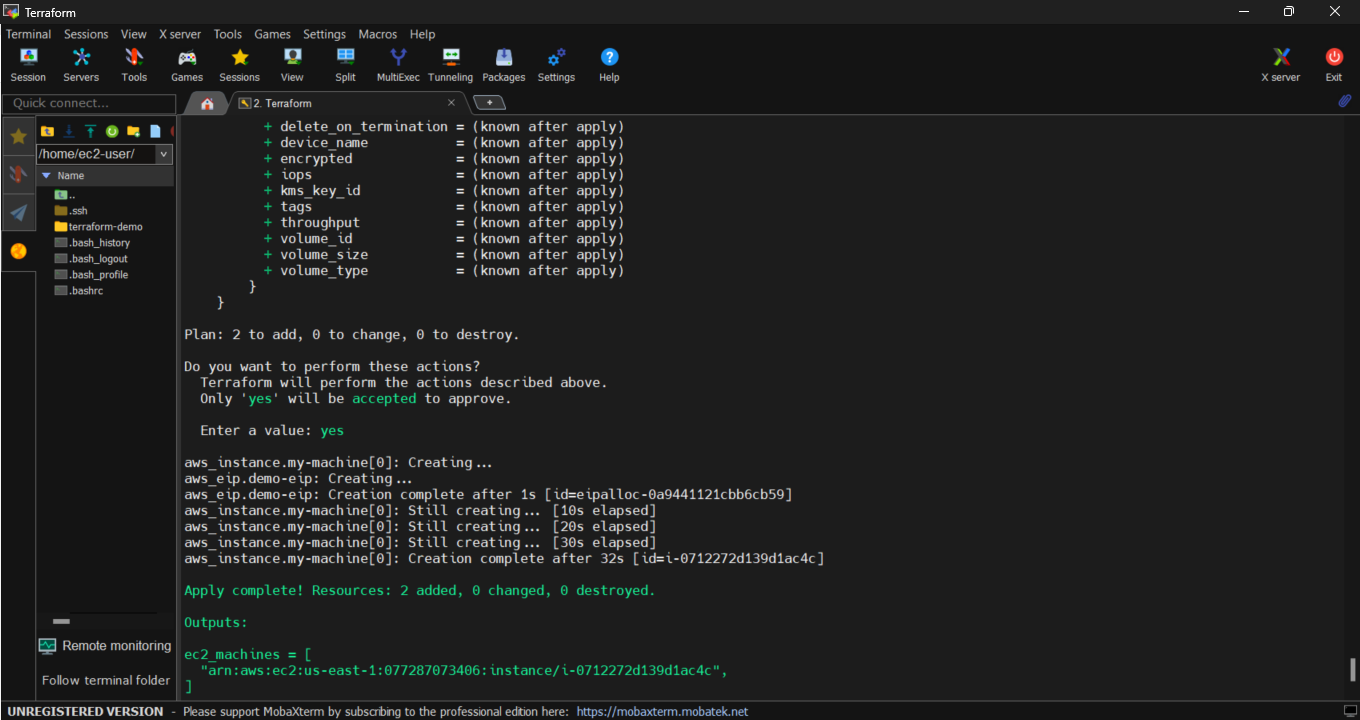 Terraform
Terminal Sessions View X server Tools Games Settings Macros Help
Session Servers Tools Games Sessions View Split MultiExec Tunneling Packages Settings Help X server Exit
Quick connect...
2. Terraform
/home/ec2-user/
Name
..
.ssh
terraform-demo
.bash_history
.bash_logout
.bash_profile
.bashrc
Remote monitoring
Follow terminal folder
+ delete_on_termination = (known after apply)
+ device_name = (known after apply)
+ encrypted = (known after apply)
+ iops = (known after apply)
+ kms_key_id = (known after apply)
+ tags = (known after apply)
+ throughput = (known after apply)
+ volume_id = (known after apply)
+ volume_size = (known after apply)
+ volume_type = (known after apply)
}
}
Plan: 2 to add, 0 to change, 0 to destroy.
Do you want to perform these actions?
Terraform will perform the actions described above.
Only 'yes' will be accepted to approve.
Enter a value: yes
aws_instance.my-machine[0]: Creating...
aws_eip.demo-eip: Creating...
aws_eip.demo-eip: Creation complete after 1s [id=eipalloc-0a9441121cbb6cb59]
aws_instance.my-machine[0]: Still creating... [10s elapsed]
aws_instance.my-machine[0]: Still creating... [20s elapsed]
aws_instance.my-machine[0]: Still creating... [30s elapsed]
aws_instance.my-machine[0]: Creation complete after 32s [id=i-0712272d139d1ac4c]
Apply complete! Resources: 2 added, 0 changed, 0 destroyed.
Outputs:
ec2_machines = [
"arn:aws:ec2:us-east-1:077287073406:instance/i-0712272d139d1ac4c",
]
UNREGISTERED VERSION - Please support MobaXterm by subscribing to the professional edition here: https://mobaxterm.mobatek.net